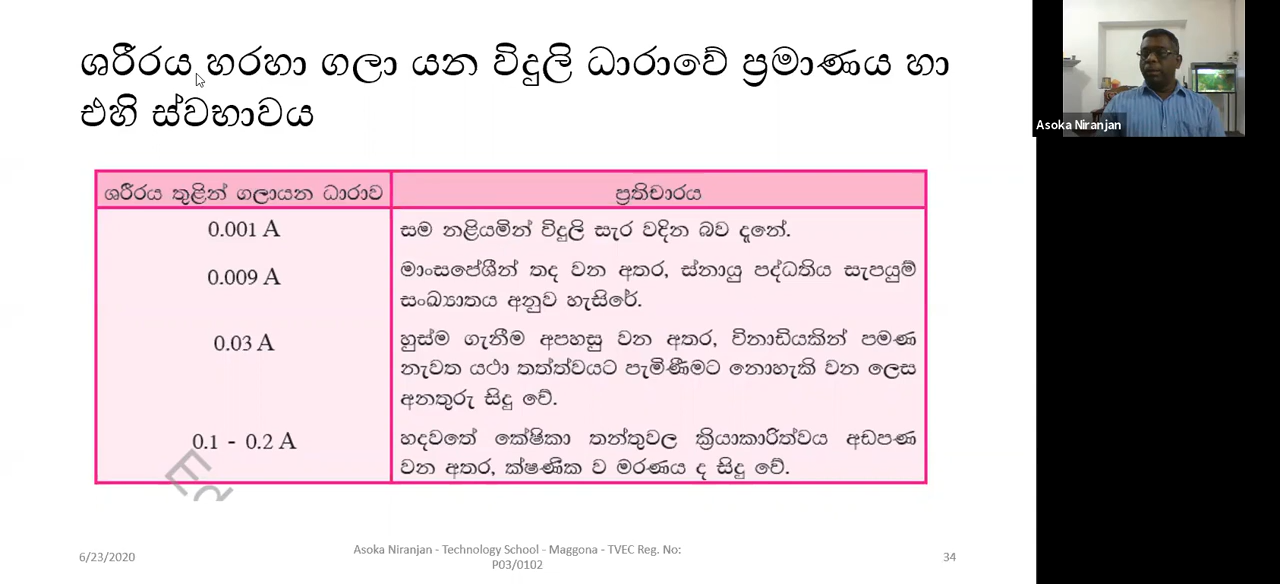 ශරීරය හරහා ගලා යන විදුලි ධාරාවේ ප්‍රමාණය හා
එහි ස්වභාවය
Asoka Niranjan
ශරීරය තුළින් ගලායන ධාරාව
ප්‍රතිචාරය
0.001 A
සම නළියමින් විදුලි සැර වදින බව දැනේ.
0.009 A
මාංසපේශීන් තද වන අතර, ස්නායු පද්ධතිය සැපයුම්
සංඛ්‍යාතය අනුව හැසිරේ.
0.03 A
හුස්ම ගැනීම අපහසු වන අතර, විනාඩියකින් පමණ
නැවත යථා තත්ත්වයට පැමිණීමට නොහැකි වන ලෙස
අනතුරු සිදු වේ.
0.1 - 0.2 A
හදවතේ කේෂිකා තන්තුවල ක්‍රියාකාරිත්වය අඩපණ
වන අතර, ක්ෂණික ව මරණය ද සිදු වේ.
6/23/2020
Asoka Niranjan - Technology School - Maggona - TVEC Reg. No:
P03/0102
34